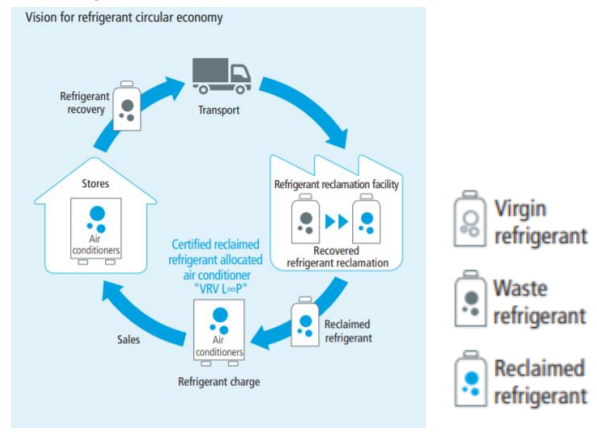 Vision for refrigerant circular economy
Refrigerant
recovery
Transport
Stores
Air
conditioners
Refrigerant reclamation facility
Recovered
refrigerant reclamation
Certified reclaimed
refrigerant allocated
air conditioner
"VRV L∞P"
Air
conditioners
Reclaimed
refrigerant
Sales
Refrigerant charge
Virgin
refrigerant
Waste
refrigerant
Reclaimed
refrigerant